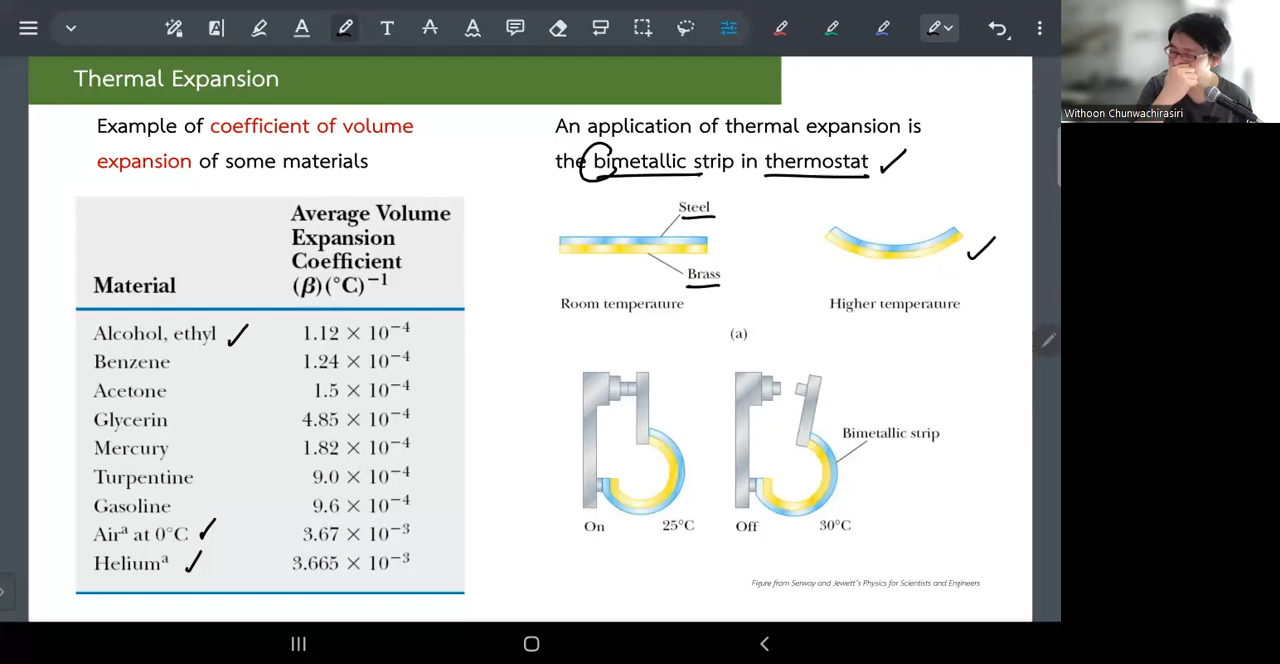 Thermal Expansion
Example of coefficient of volume
expansion of some materials
Material
Average Volume
Expansion
Coefficient
(β)(°C)⁻¹
Alcohol, ethyl 1.12 × 10⁻⁴
Benzene 1.24 × 10⁻⁴
Acetone 1.5 × 10⁻⁴
Glycerin 4.85 × 10⁻⁴
Mercury 1.82 × 10⁻⁴
Turpentine 9.0 × 10⁻⁴
Gasoline 9.6 × 10⁻⁴
Airᵃ at 0°C 3.67 × 10⁻³
Heliumᵃ 3.665 × 10⁻³
An application of thermal expansion is
the bimetallic strip in thermostat
Steel
Brass
Room temperature
Higher temperature
(a)
Bimetallic strip
On 25°C
Off 30°C
Figure from Serway and Jewett's Physics for Scientists and Engineers
Withoon Chunwachirasiri